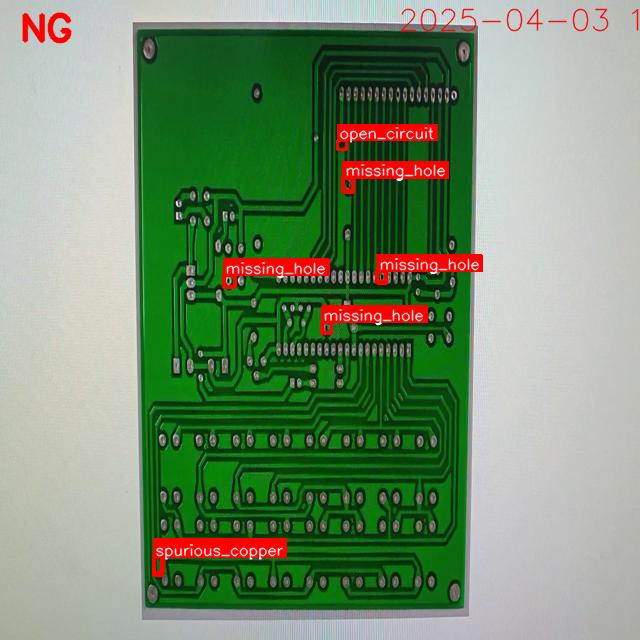 NG
2025-04-03 1
open_circuit
missing_hole
missing_hole
missing_hole
missing_hole
spurious_copper